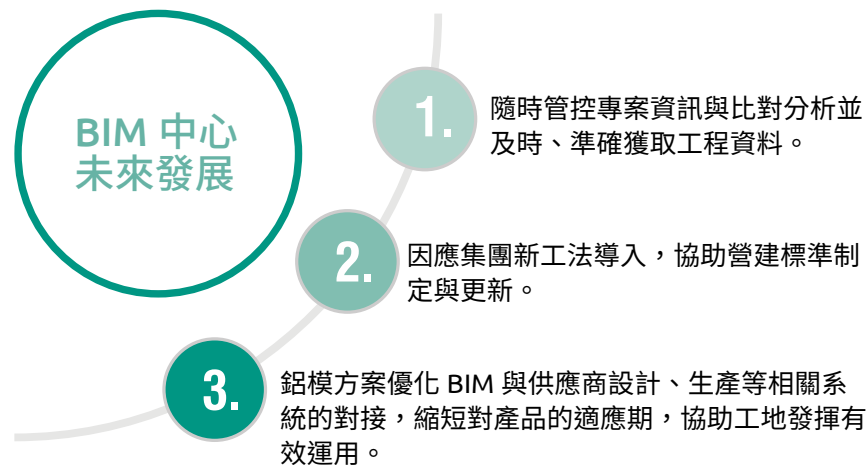 BIM 中心
未來發展
1.
隨時管控專案資訊與比對分析並
及時、準確獲取工程資料。
2.
因應集團新工法導入，協助營建標準制
定與更新。
3.
鋁模方案優化 BIM 與供應商設計、生產等相關系
統的對接，縮短對產品的適應期，協助工地發揮有
效運用。